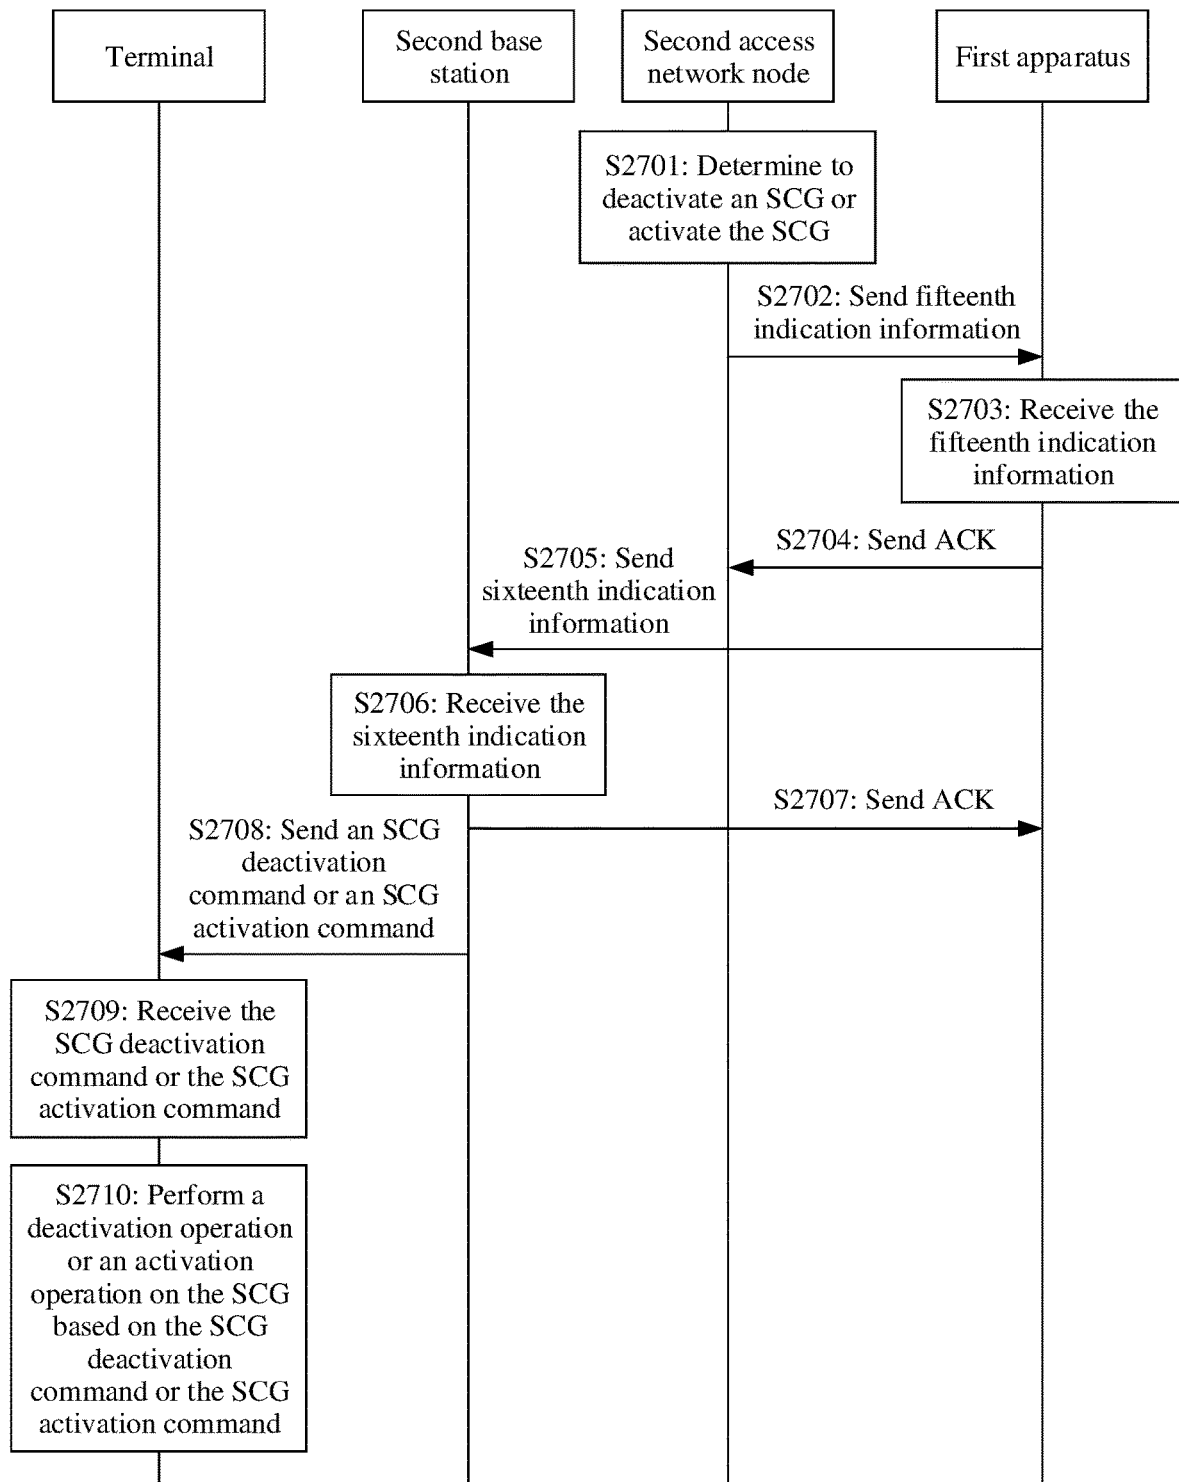 Terminal
Second base
station
Second access
network node
First apparatus
S2701: Determine to
deactivate an SCG or
activate the SCG
S2702: Send fifteenth
indication information
S2703: Receive the
fifteenth indication
information
S2704: Send ACK
S2705: Send
sixteenth indication
information
S2706: Receive the
sixteenth indication
information
S2707: Send ACK
S2708: Send an SCG
deactivation
command or an SCG
activation command
S2709: Receive the
SCG deactivation
command or the SCG
activation command
S2710: Perform a
deactivation operation
or an activation
operation on the SCG
based on the SCG
deactivation
command or the SCG
activation command